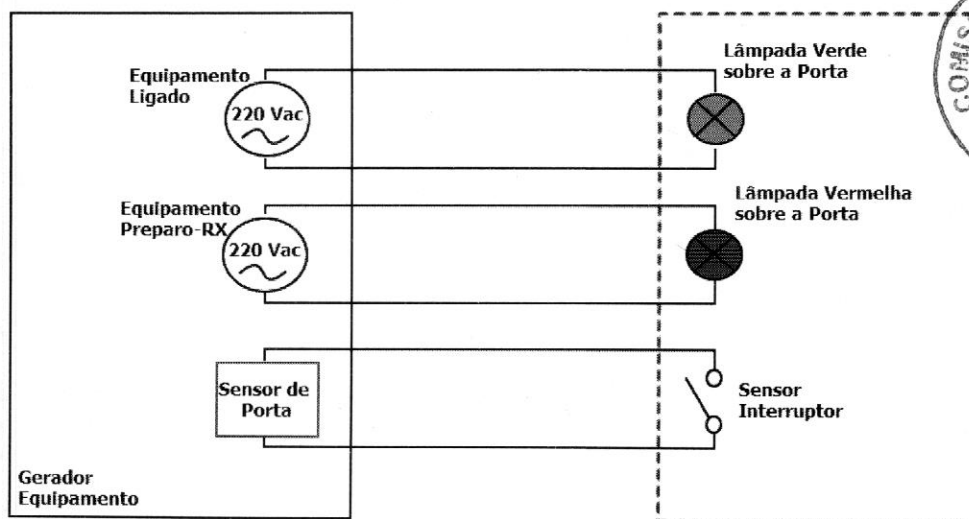 Equipamento
Ligado
220 Vac
Lâmpada Verde
sobre a Porta
Equipamento
Preparo-RX
220 Vac
Lâmpada Vermelha
sobre a Porta
Sensor de
Porta
Sensor
Interruptor
Gerador
Equipamento